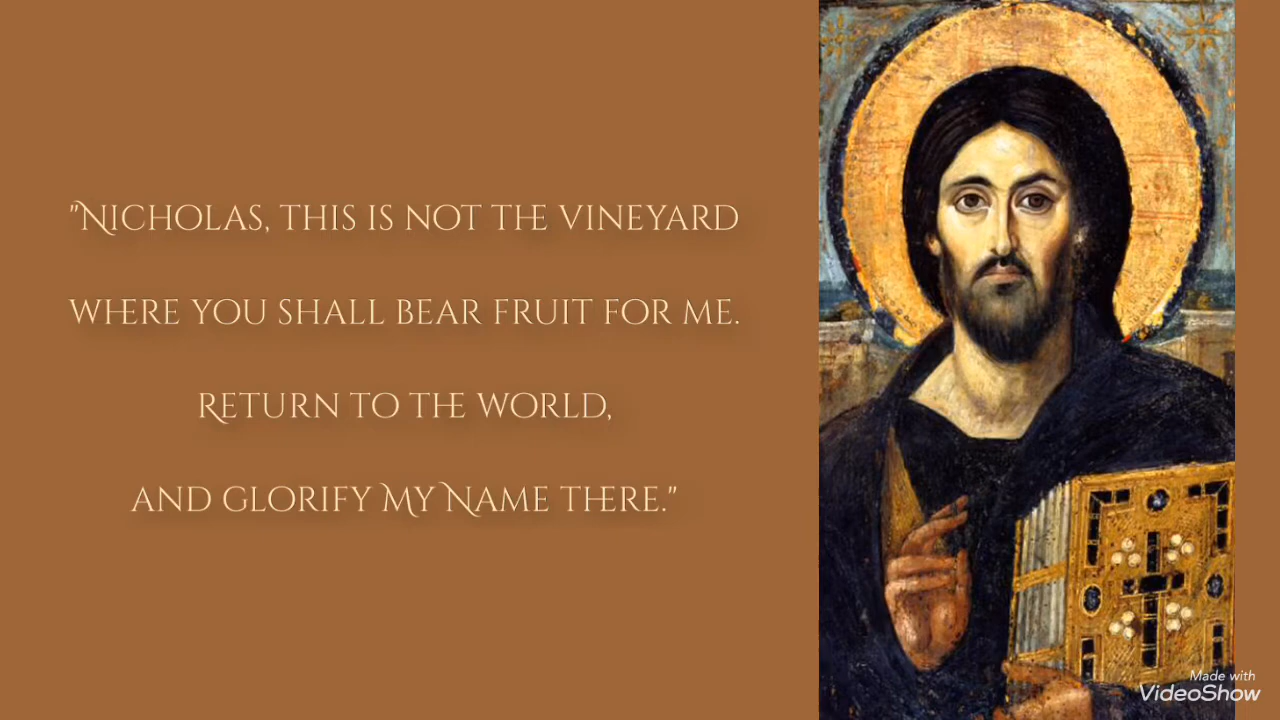 "Nicholas, this is not the vineyard
where you shall bear fruit for me.
Return to the world,
and glorify My Name there."
Made with
VideoShow